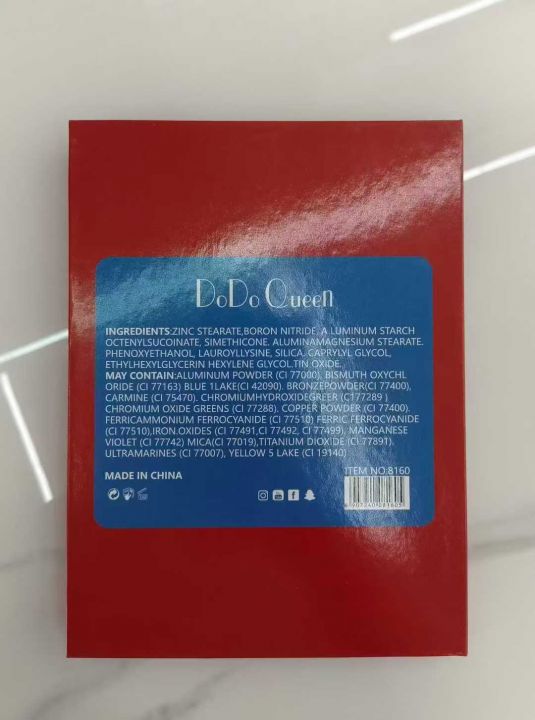 DoDo Queen
INGREDIENTS:ZINC STEARATE,BORON NITRIDE, A LUMINUM STARCH
OCTENYLSUCOINATE, SIMETHICONE. ALUMINAMAGNESIUM STEARATE.
PHENOXYETHANOL, LAUROYLLYSINE, SILICA. CAPRYLYL GLYCOL,
ETHYLHEXYLGLYCERIN HEXYLENE GLYCOL.TIN OXIDE.
MAY CONTAIN:ALUMINUM POWDER (CI 77000), BISMUTH OXYCHL
ORIDE (CI 77163) BLUE 1LAKE(CI 42090). BRONZEPOWDER(CI 77400),
CARMINE (CI 75470). CHROMIUMHYDROXIDEGREER (C177289 )
CHROMIUM OXIDE GREENS (CI 77288). COPPER POWDER (CI 77400).
FERRICAMMONIUM FERROCYANIDE (CI 77510) FERRIC FERROCYANIDE
(CI 77510),IRON.OXIDES (CI 77491,CI 77492, CI 77499), MANGANESE
VIOLET (CI 77742) MICA(CI 77019),TITANIUM DIOXIDE (CI 77891),
ULTRAMARINES (CI 77007), YELLOW 5 LAKE (CI 19140)
MADE IN CHINA
ITEM NO:8160